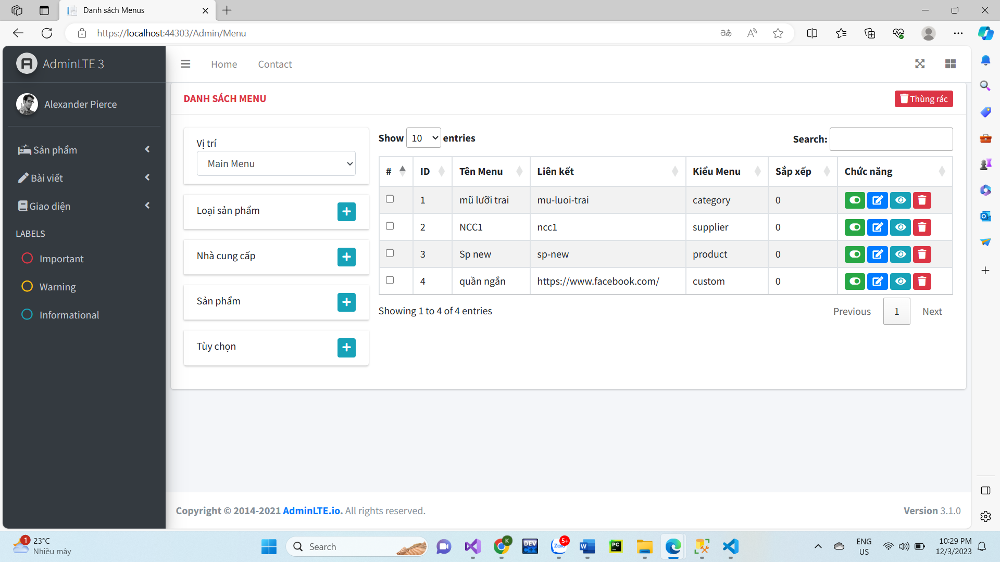 Danh sách Menus
https://localhost:44303/Admin/Menu
AdminLTE 3
Home
Contact
Alexander Pierce
Sản phẩm
Bài viết
Giao diện
LABELS
Important
Warning
Informational
DANH SÁCH MENU
Thùng rác
Vị trí
Main Menu
Loại sản phẩm
Nhà cung cấp
Sản phẩm
Tùy chọn
Show 10 entries
Search:
# ID Tên Menu Liên kết Kiểu Menu Sắp xếp Chức năng
1 mũ lưỡi trai mu-luoi-trai category 0
2 NCC1 ncc1 supplier 0
3 Sp new sp-new product 0
4 quần ngắn https://www.facebook.com/ custom 0
Showing 1 to 4 of 4 entries
Previous 1 Next
Copyright © 2014-2021 AdminLTE.io. All rights reserved.
Version 3.1.0
1
23°C
Nhiều mây
Search
K
DEV
C++
Zalo
5+
W
PC
ENG
US
10:29 PM
12/3/2023